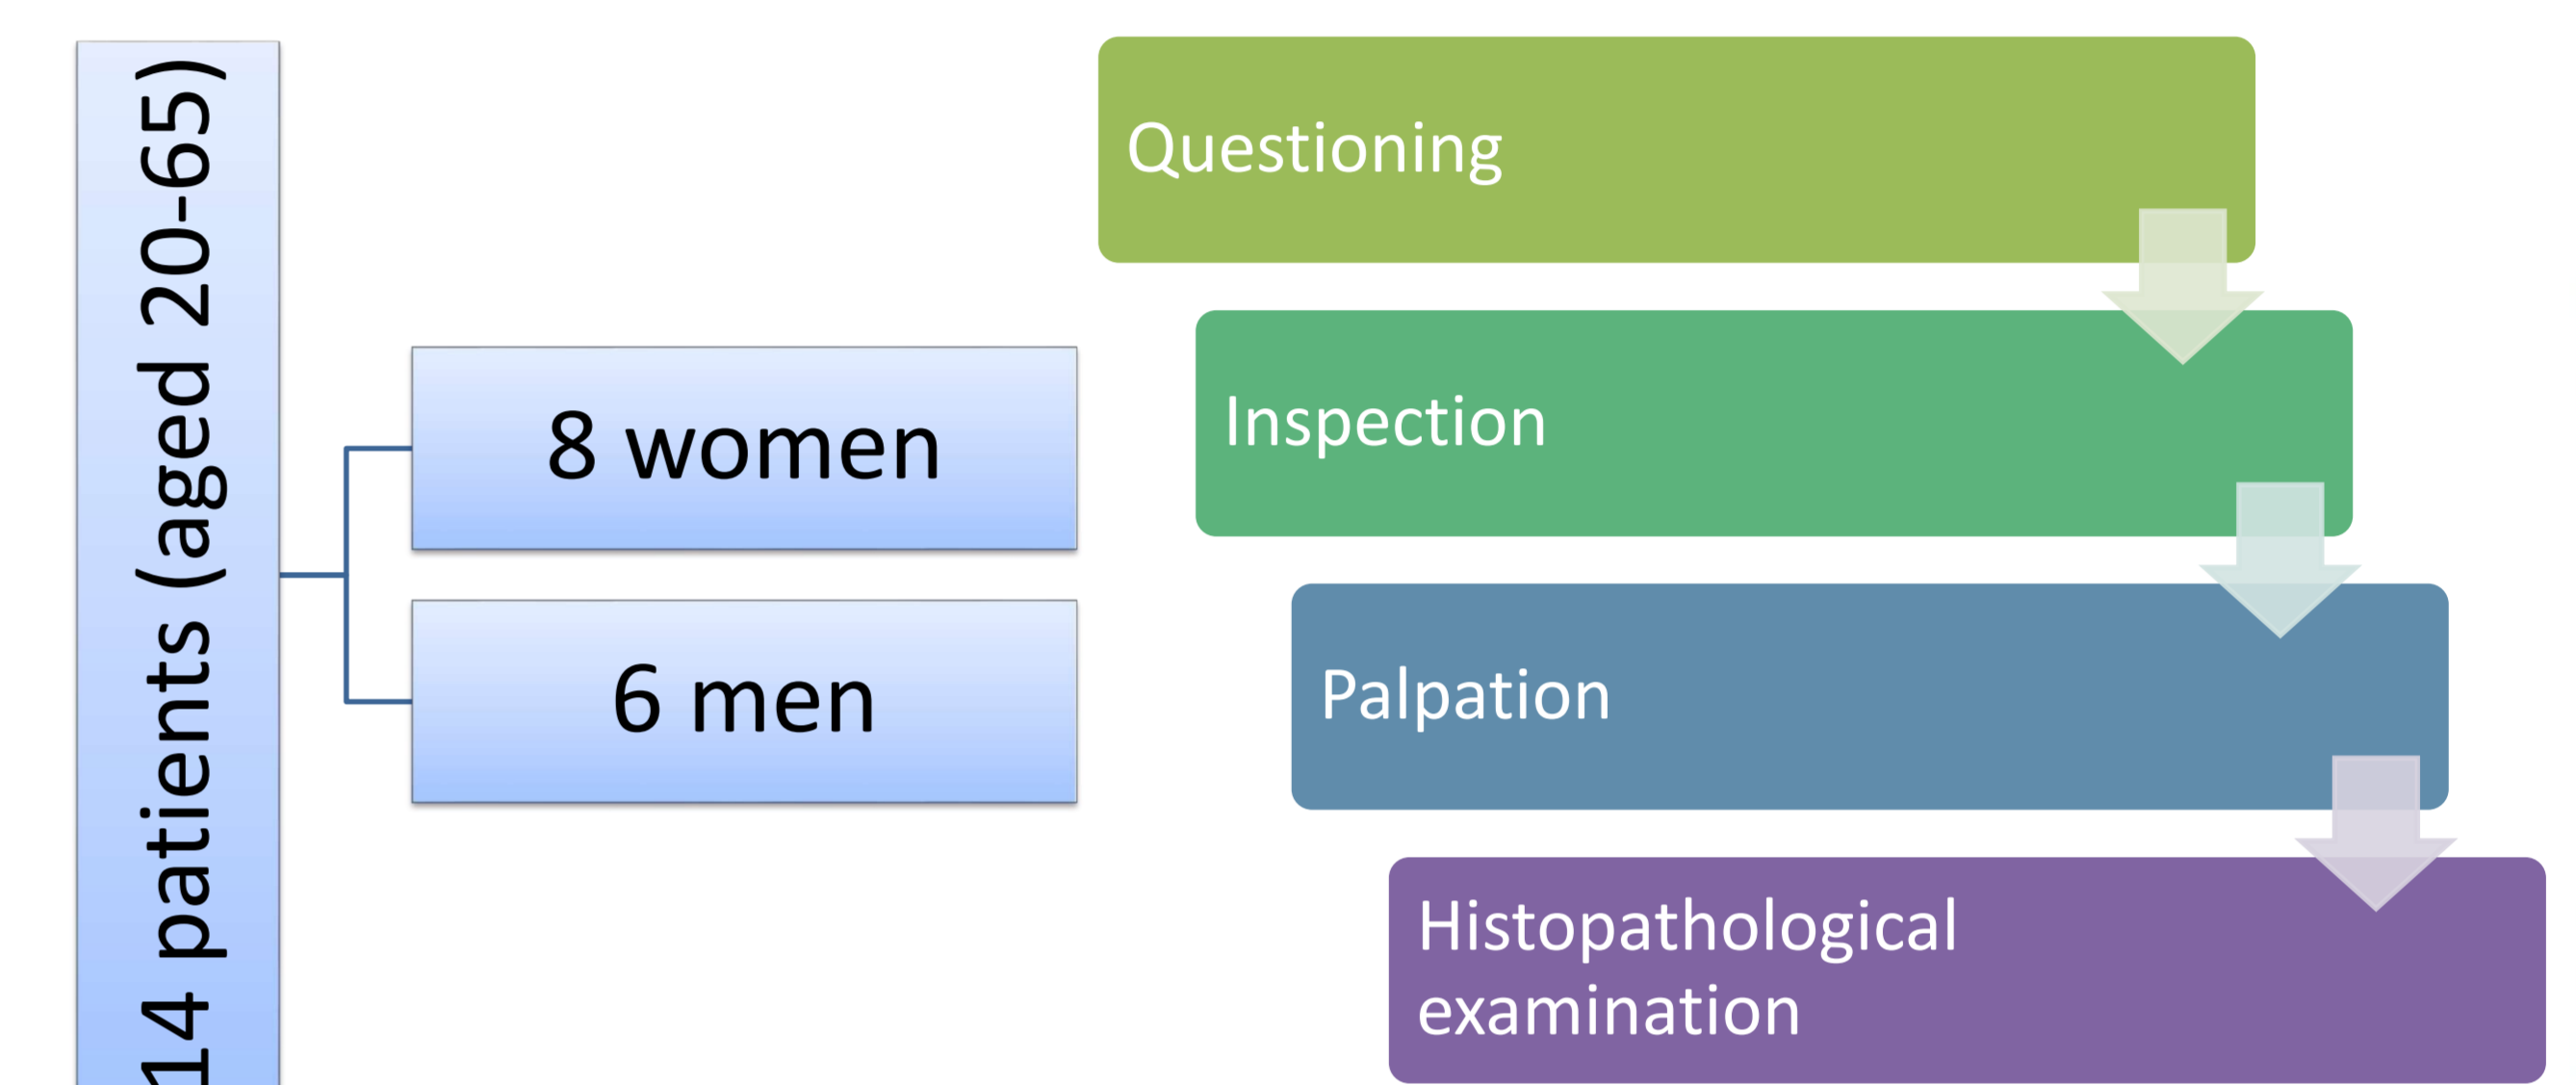 14 patients (aged 20-65)
8 women
6 men
Questioning
Inspection
Palpation
Histopathological
examination